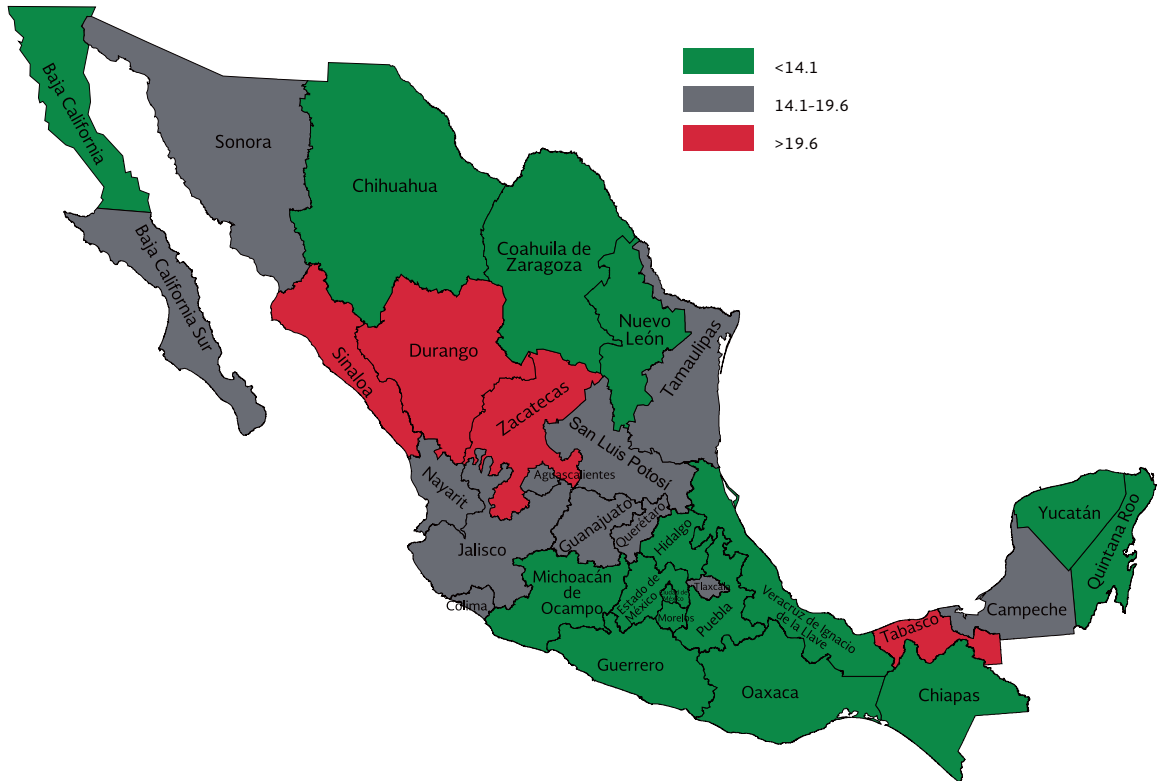 <14.1
14.1-19.6
>19.6
Baja California
Sonora
Chihuahua
Baja California Sur
Coahuila de
Zaragoza
Nuevo
León
Tamaulipas
Sinaloa
Durango
Zacatecas
San Luis Potosí
Nayarit
Aguascalientes
Jalisco
Guanajuato
Querétaro
Hidalgo
Colima
Michoacán
de
Ocampo
Estado de
México
Ciudad de
México
Tlaxcala
Morelos
Puebla
Veracruz de Ignacio
de la Llave
Guerrero
Oaxaca
Tabasco
Chiapas
Campeche
Yucatán
Quintana Roo